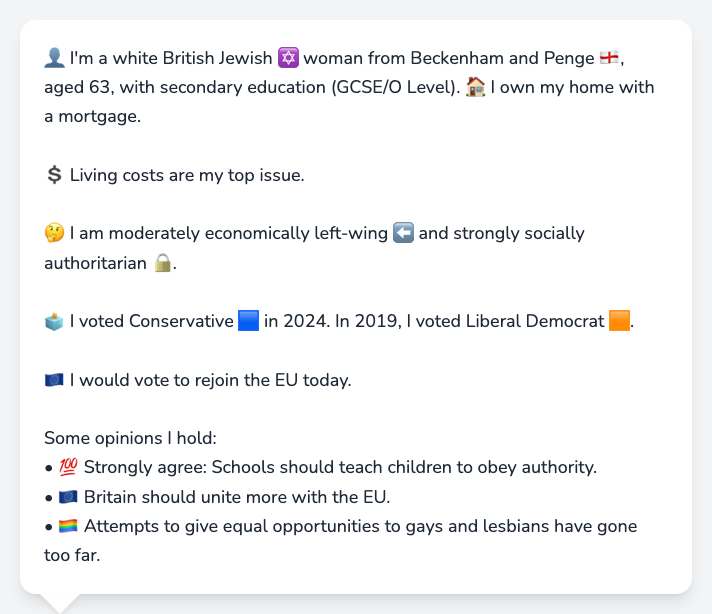 👤 I'm a white British Jewish ✡️ woman from Beckenham and Penge 🏴󠁧󠁢󠁥󠁮󠁧󠁿,
aged 63, with secondary education (GCSE/O Level). 🏠 I own my home with
a mortgage.
💲 Living costs are my top issue.
🤔 I am moderately economically left-wing ⬅️ and strongly socially
authoritarian 🔒.
🗳️ I voted Conservative 🟦 in 2024. In 2019, I voted Liberal Democrat 🟧.
🇪🇺 I would vote to rejoin the EU today.
Some opinions I hold:
• 💯 Strongly agree: Schools should teach children to obey authority.
• 🇪🇺 Britain should unite more with the EU.
• 🏳️‍🌈 Attempts to give equal opportunities to gays and lesbians have gone
too far.